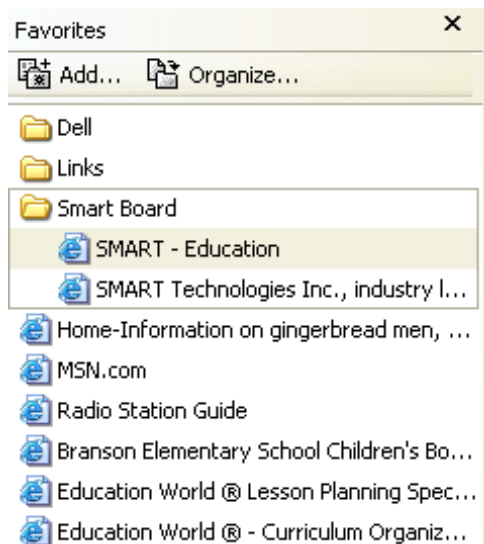 Favorites
Add... Organize...
Dell
Links
Smart Board
SMART - Education
SMART Technologies Inc., industry l...
Home-Information on gingerbread men, ...
MSN.com
Radio Station Guide
Branson Elementary School Children's Bo...
Education World ® Lesson Planning Spec...
Education World ® - Curriculum Organiz...